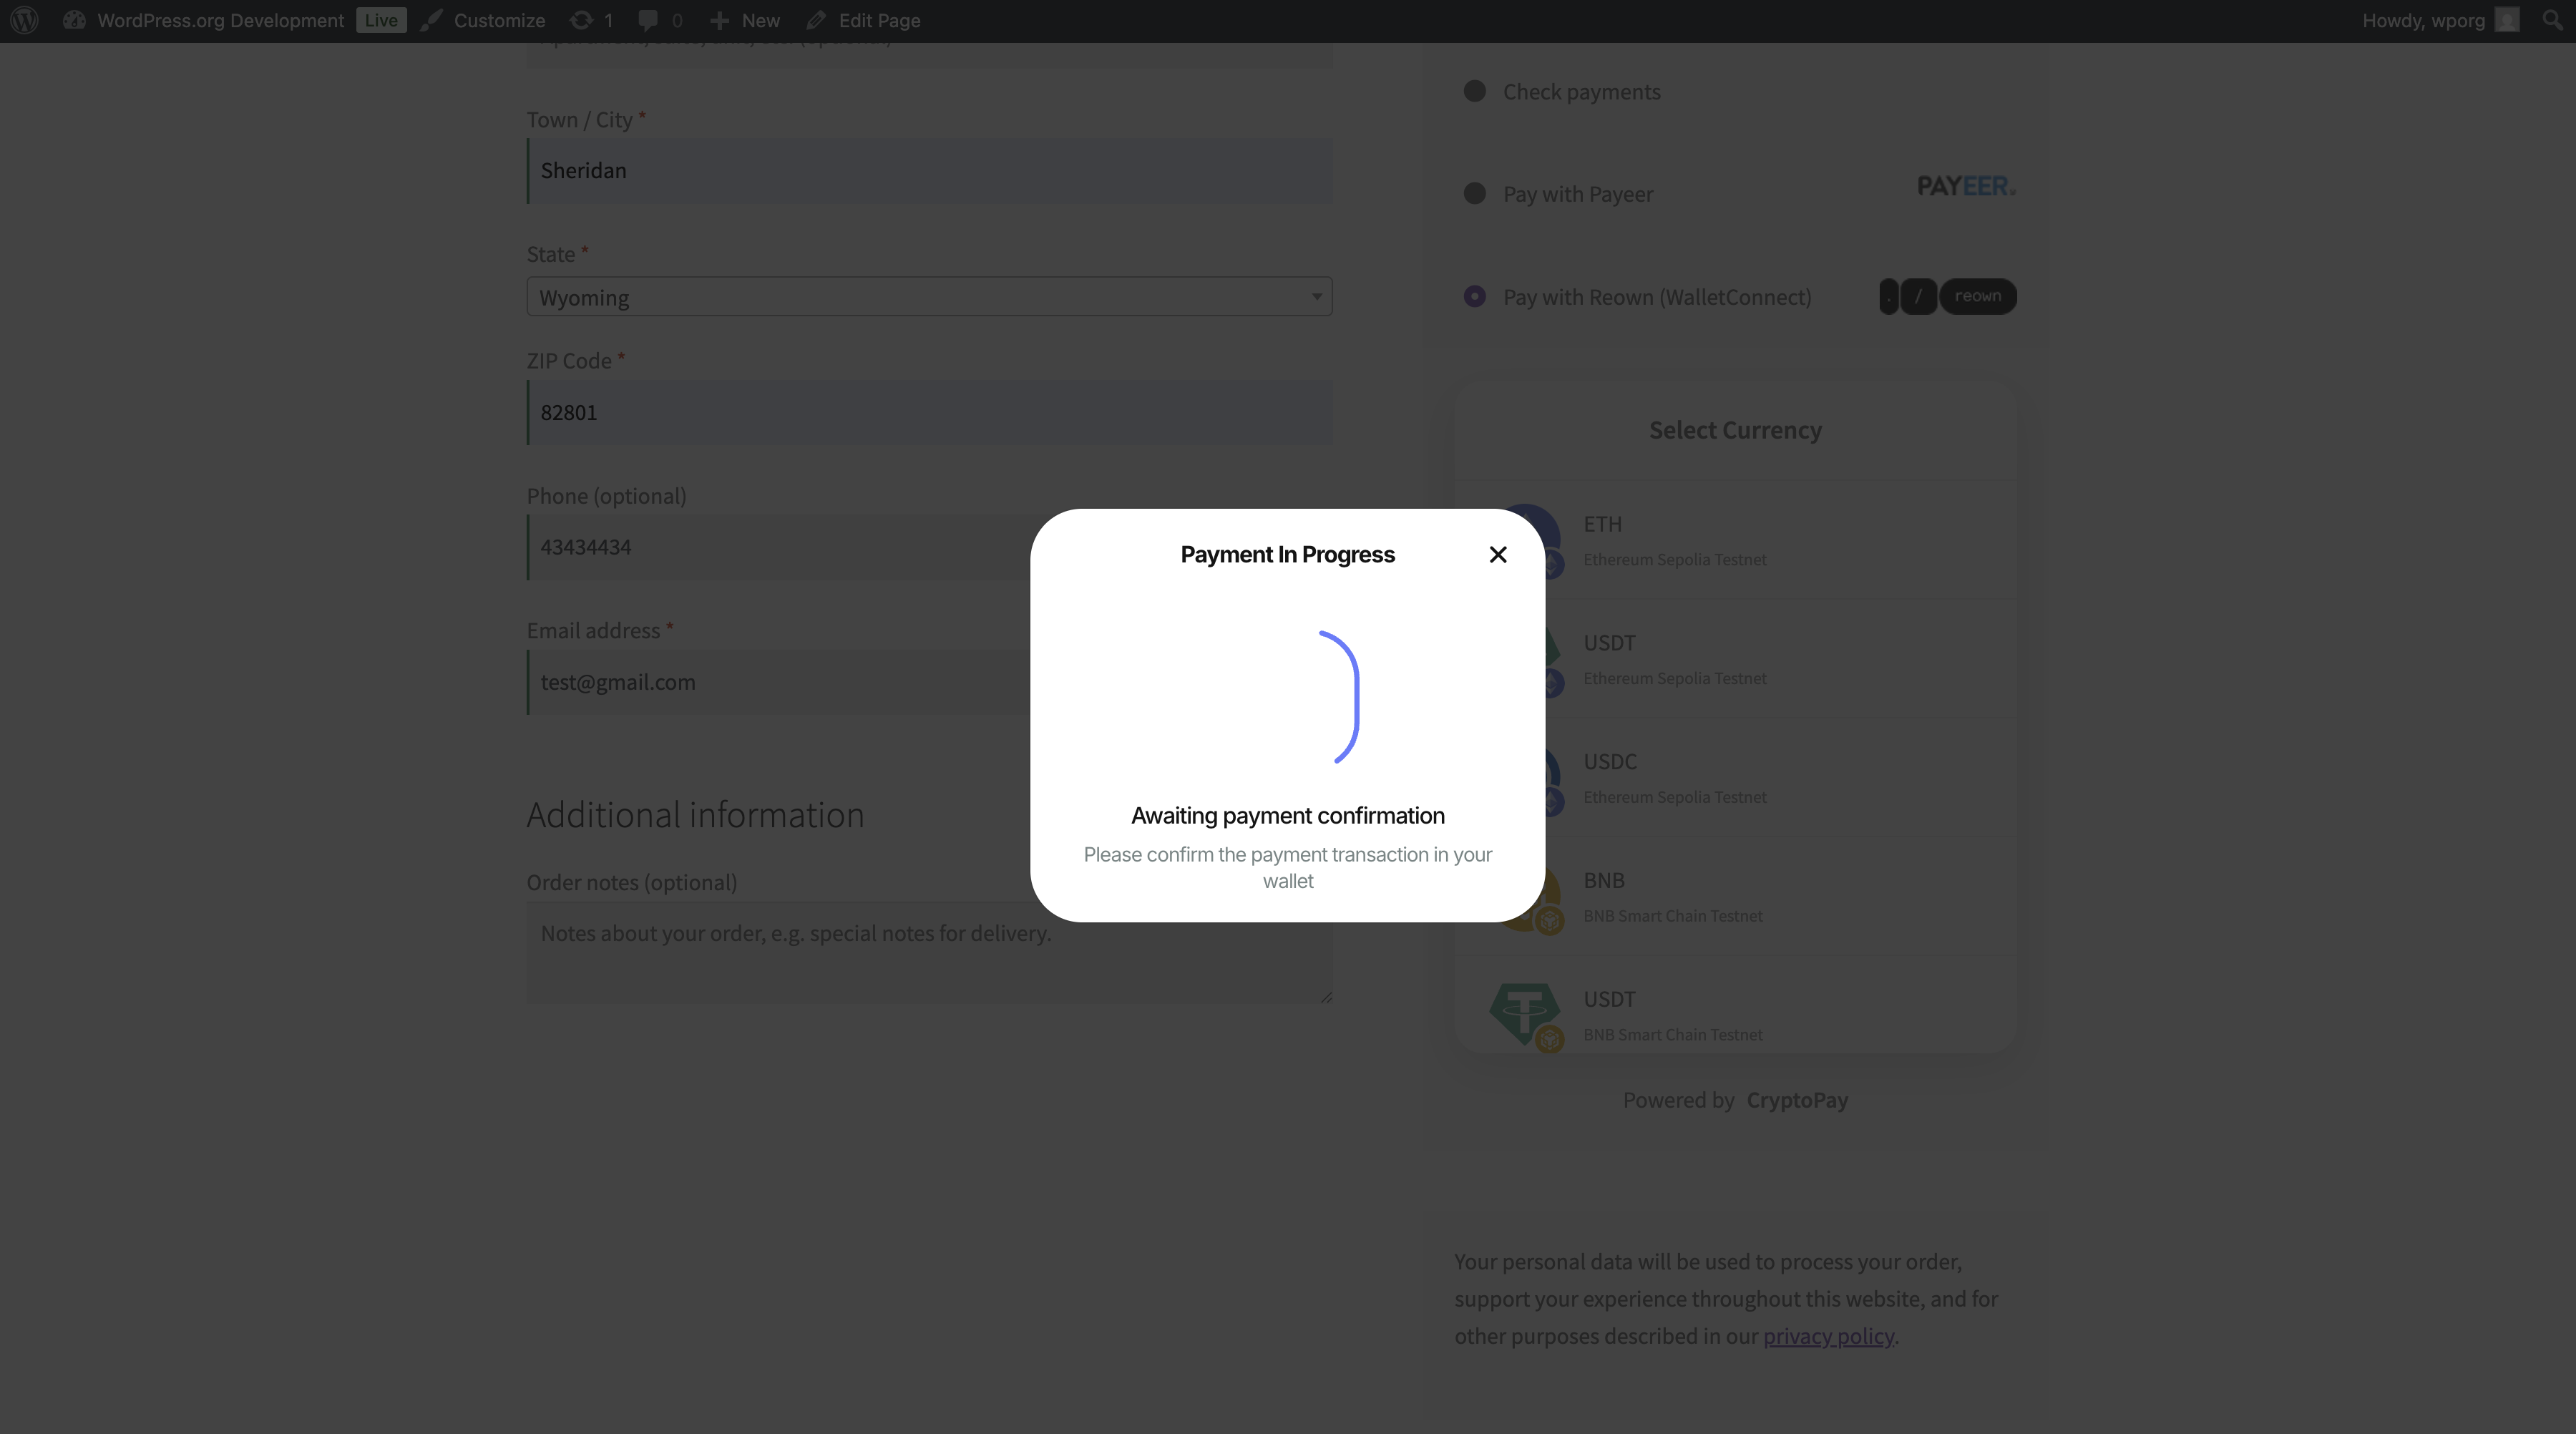 WordPress.org Development Live Customize 1 0 New Edit Page Howdy, wporg
Town / City *
Sheridan
State *
Wyoming
ZIP Code *
82801
Phone (optional)
43434434
Email address *
test@gmail.com
Additional information
Order notes (optional)
Notes about your order, e.g. special notes for delivery.
Check payments
Pay with Payeer PAYEER
Pay with Reown (WalletConnect) . / reown
Select Currency
ETH
Ethereum Sepolia Testnet
USDT
Ethereum Sepolia Testnet
USDC
Ethereum Sepolia Testnet
BNB
BNB Smart Chain Testnet
USDT
BNB Smart Chain Testnet
Powered by CryptoPay
Your personal data will be used to process your order,
support your experience throughout this website, and for
other purposes described in our privacy policy.
Payment In Progress
Awaiting payment confirmation
Please confirm the payment transaction in your
wallet